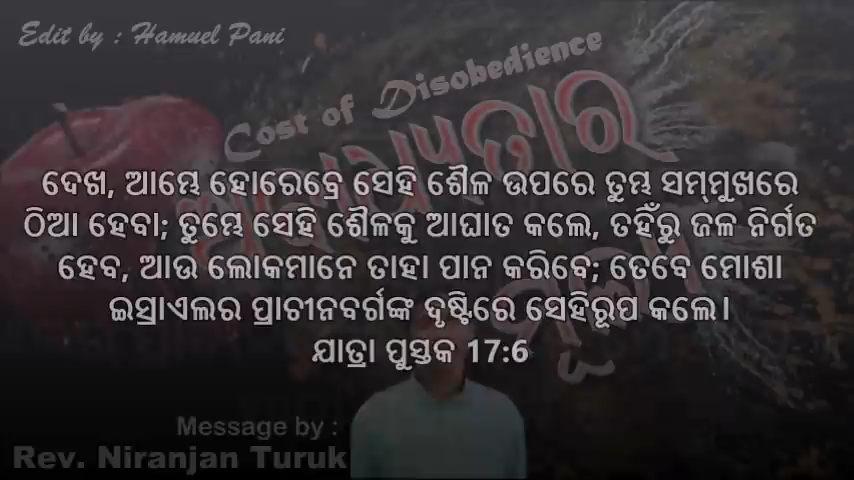 Edit by : Hamuel Pani
Cost of Disobedience
ଦେଖ, ଆମ୍ଭେ ହୋରେବ୍ରେ ସେହି ଶୈଳ ଉପରେ ତୁମ୍ଭ ସମ୍ମୁଖରେ
ଠିଆ ହେବା; ତୁମ୍ଭେ ସେହି ଶୈଳକୁ ଆଘାତ କଲେ, ତହିଁରୁ ଜଳ ନିର୍ଗତ
ହେବ, ଆଉ ଲୋକମାନେ ତାହା ପାନ କରିବେ; ତେବେ ମୋଶା
ଇସ୍ରାଏଲର ପ୍ରାଚୀନବର୍ଗଙ୍କ ଦୃଷ୍ଟିରେ ସେହିରୂପ କଲେ।
ଯାତ୍ରା ପୁସ୍ତକ 17:6
Message by :
Rev. Niranjan Turuk